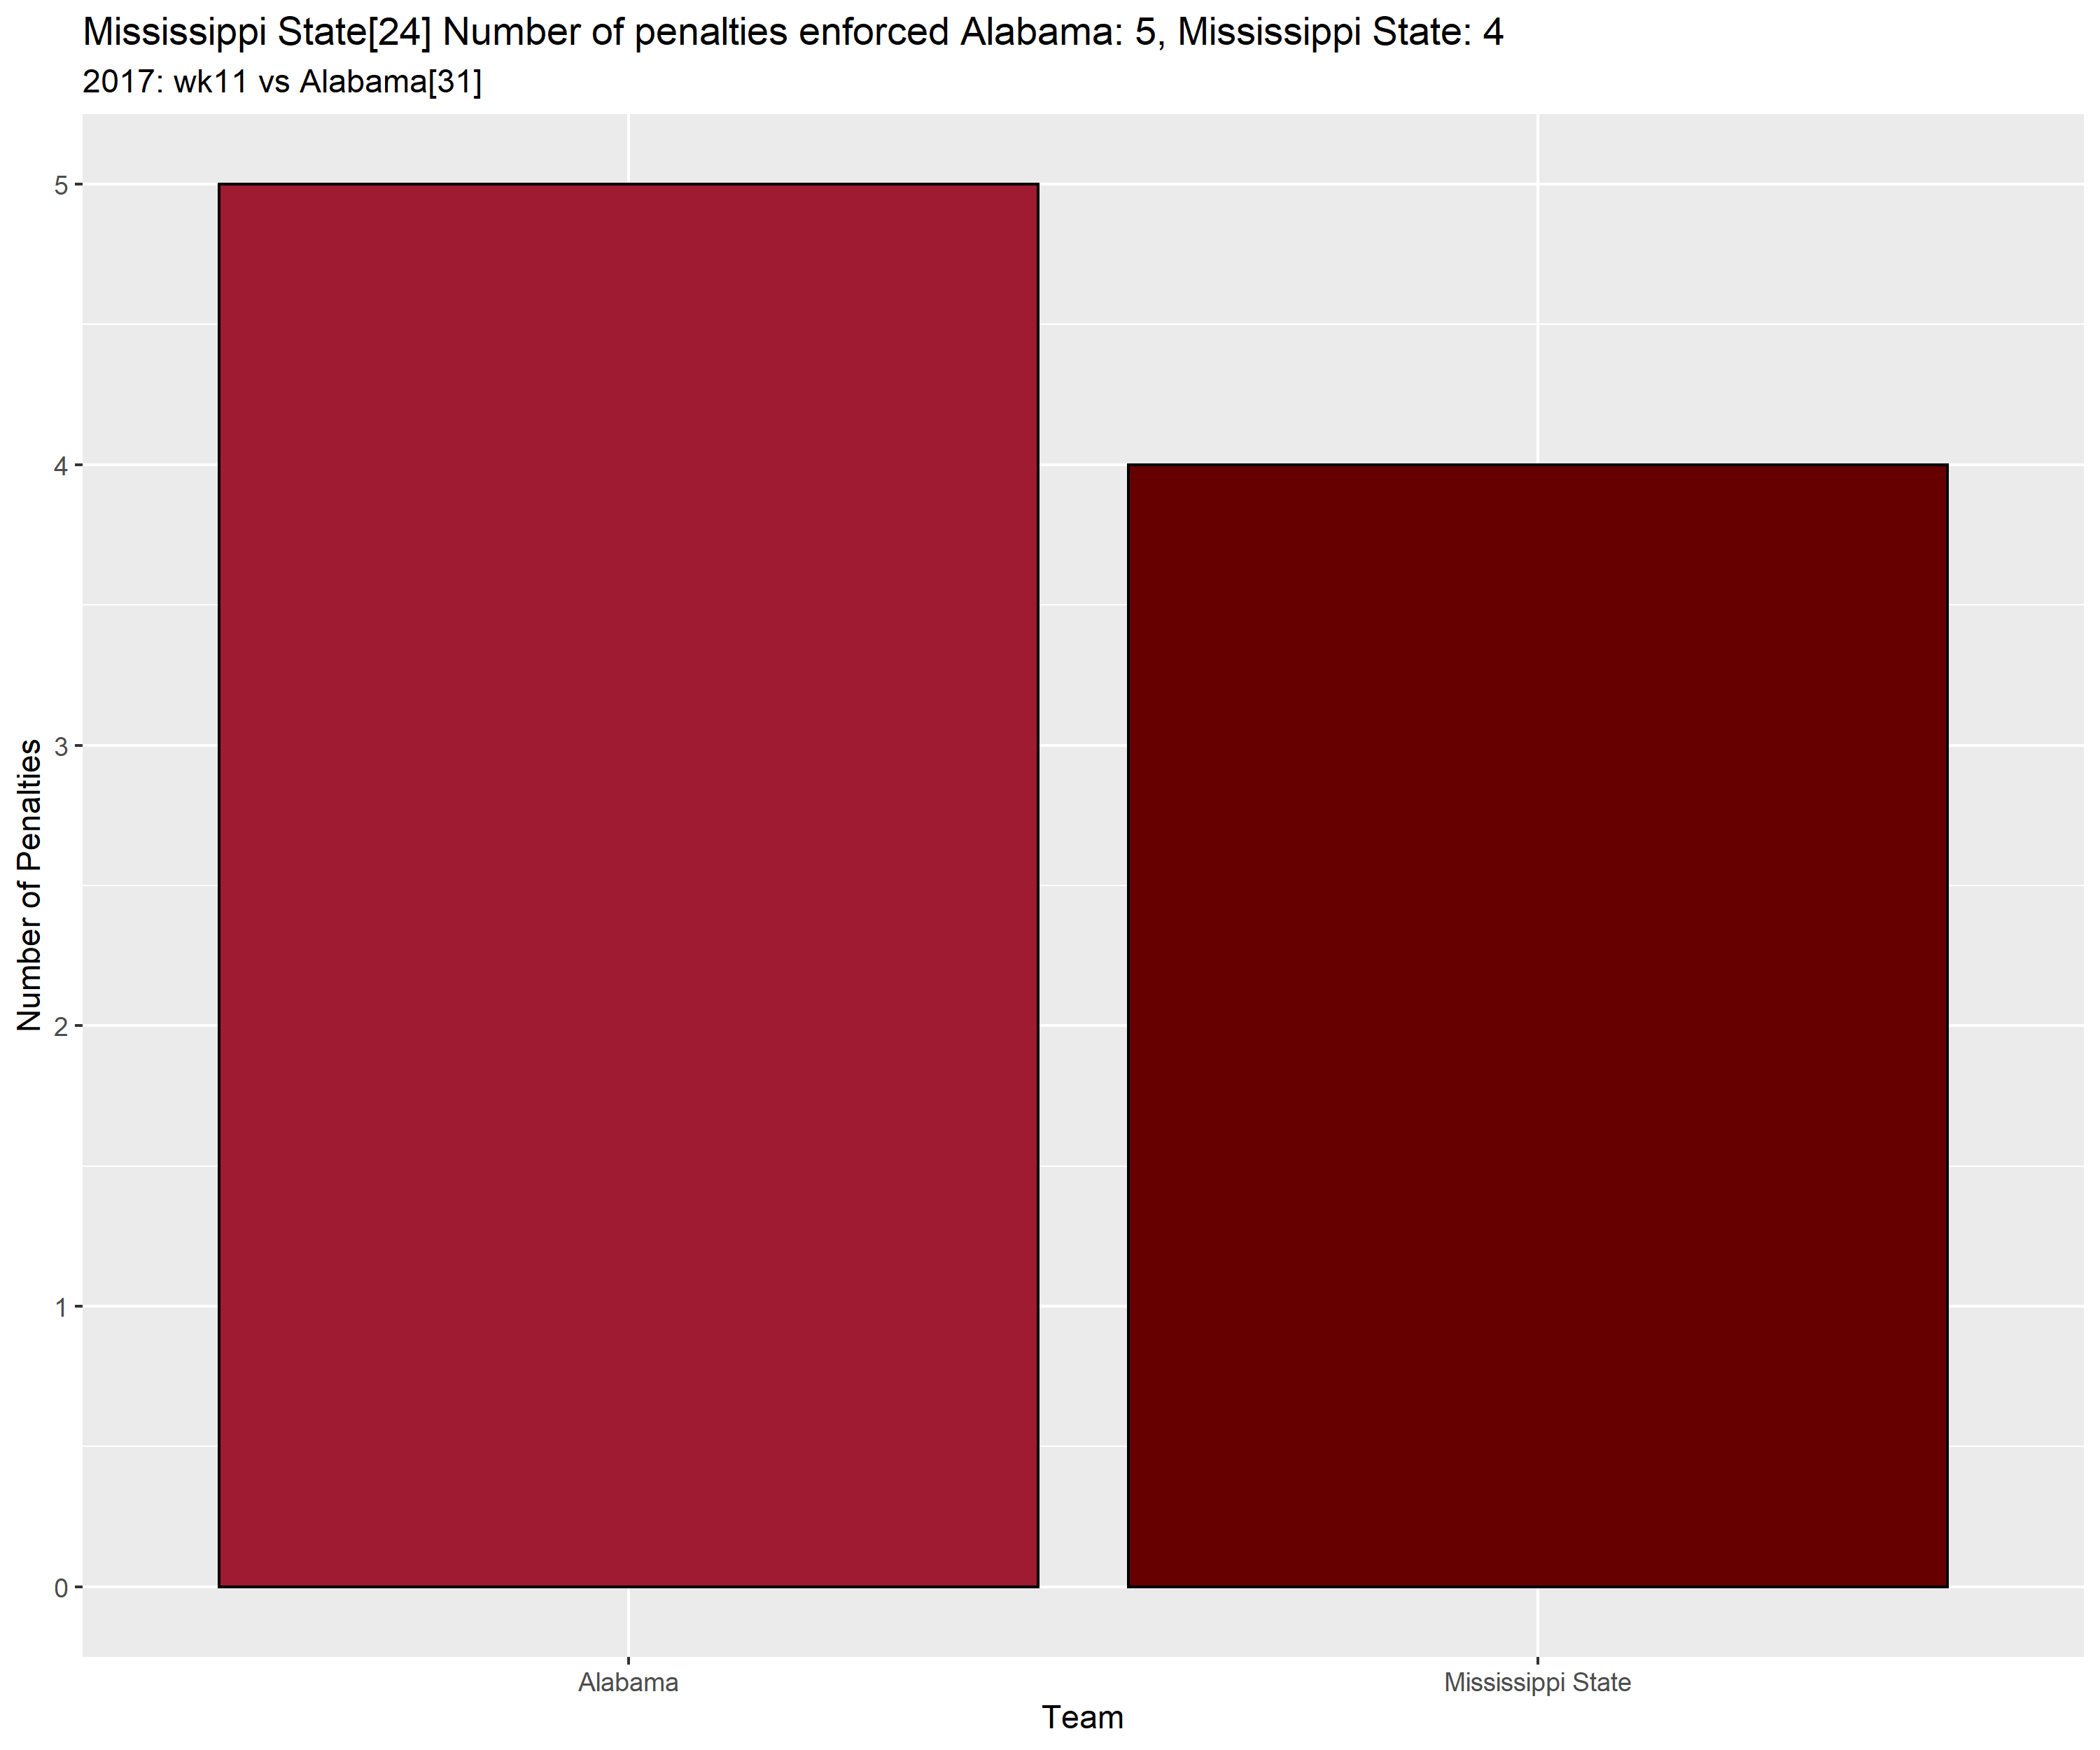 Mississippi State[24] Number of penalties enforced Alabama: 5, Mississippi State: 4
2017: wk11 vs Alabama[31]
Number of Penalties
5
4
3
2
1
0
Alabama
Mississippi State
Team